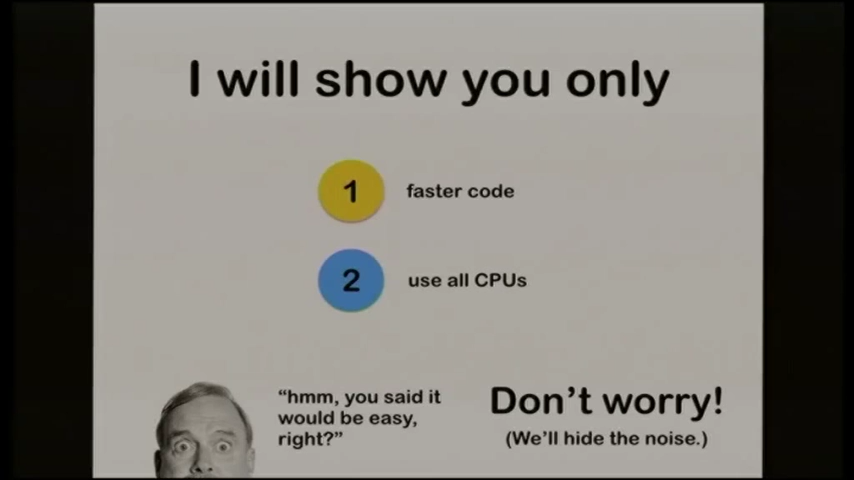 I will show you only
1 faster code
2 use all CPUs
“hmm, you said it
would be easy,
right?”
Don’t worry!
(We’ll hide the noise.)